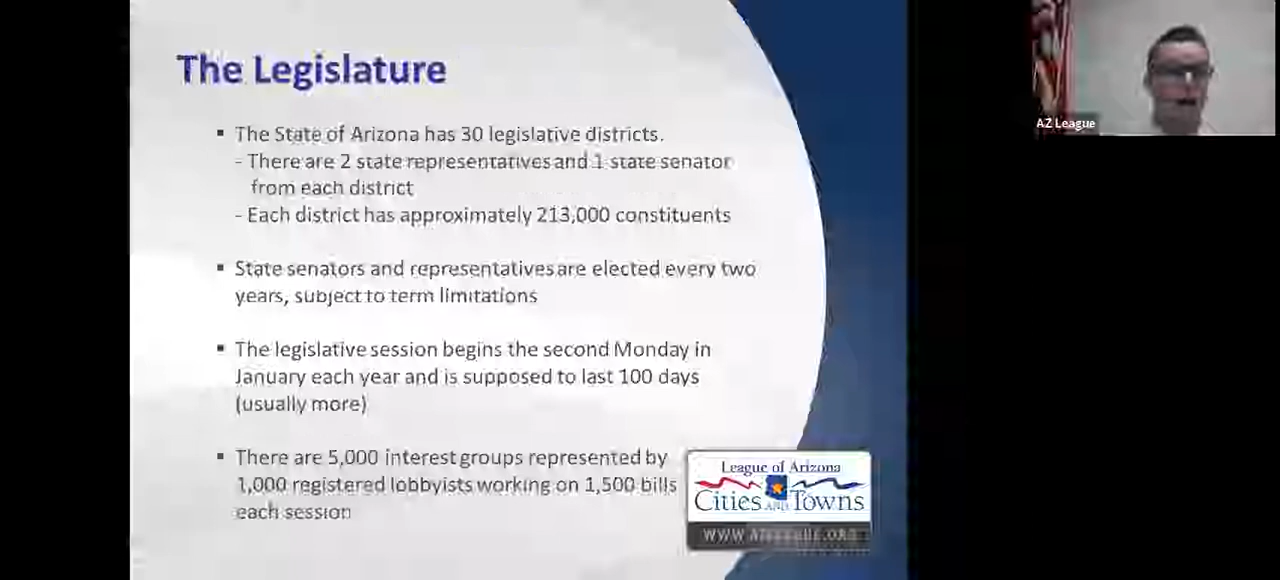 The Legislature
▪ The State of Arizona has 30 legislative districts.
- There are 2 state representatives and 1 state senator
from each district
- Each district has approximately 213,000 constituents
▪ State senators and representatives are elected every two
years, subject to term limitations
▪ The legislative session begins the second Monday in
January each year and is supposed to last 100 days
(usually more)
▪ There are 5,000 interest groups represented by
1,000 registered lobbyists working on 1,500 bills
each session
League of Arizona
Cities AND Towns
WWW.AZLEAGUE.ORG
AZ League